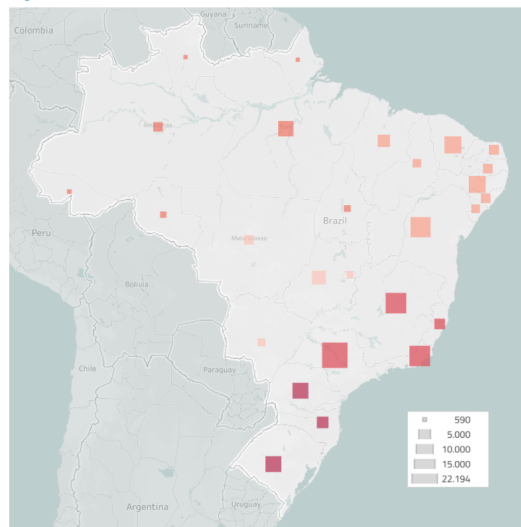 Guyana
Colombia
Suriname
Brazil
Peru
Bolivia
Paraguay
Chile
Argentina
Uruguay
590
5.000
10.000
15.000
22.194